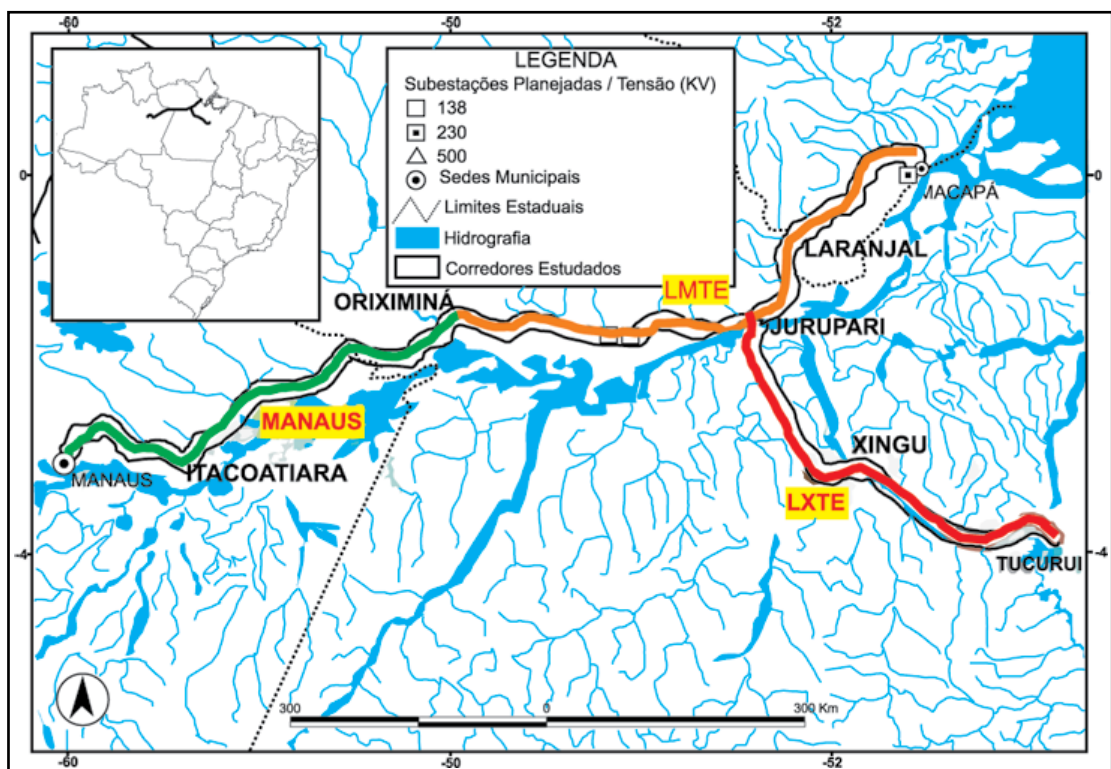 -60
-50
-52
LEGENDA
Subestações Planejadas / Tensão (KV)
138
230
500
Sedes Municipais
Limites Estaduais
Hidrografia
Corredores Estudados
0
0
MACAPÁ
LARANJAL
LMTE
ORIXIMINÁ
JURUPARI
MANAUS
XINGU
ITACOATIARA
MANAUS
LXTE
-4
-4
TUCURUI
300
0
300 Km
-60
-50
-52